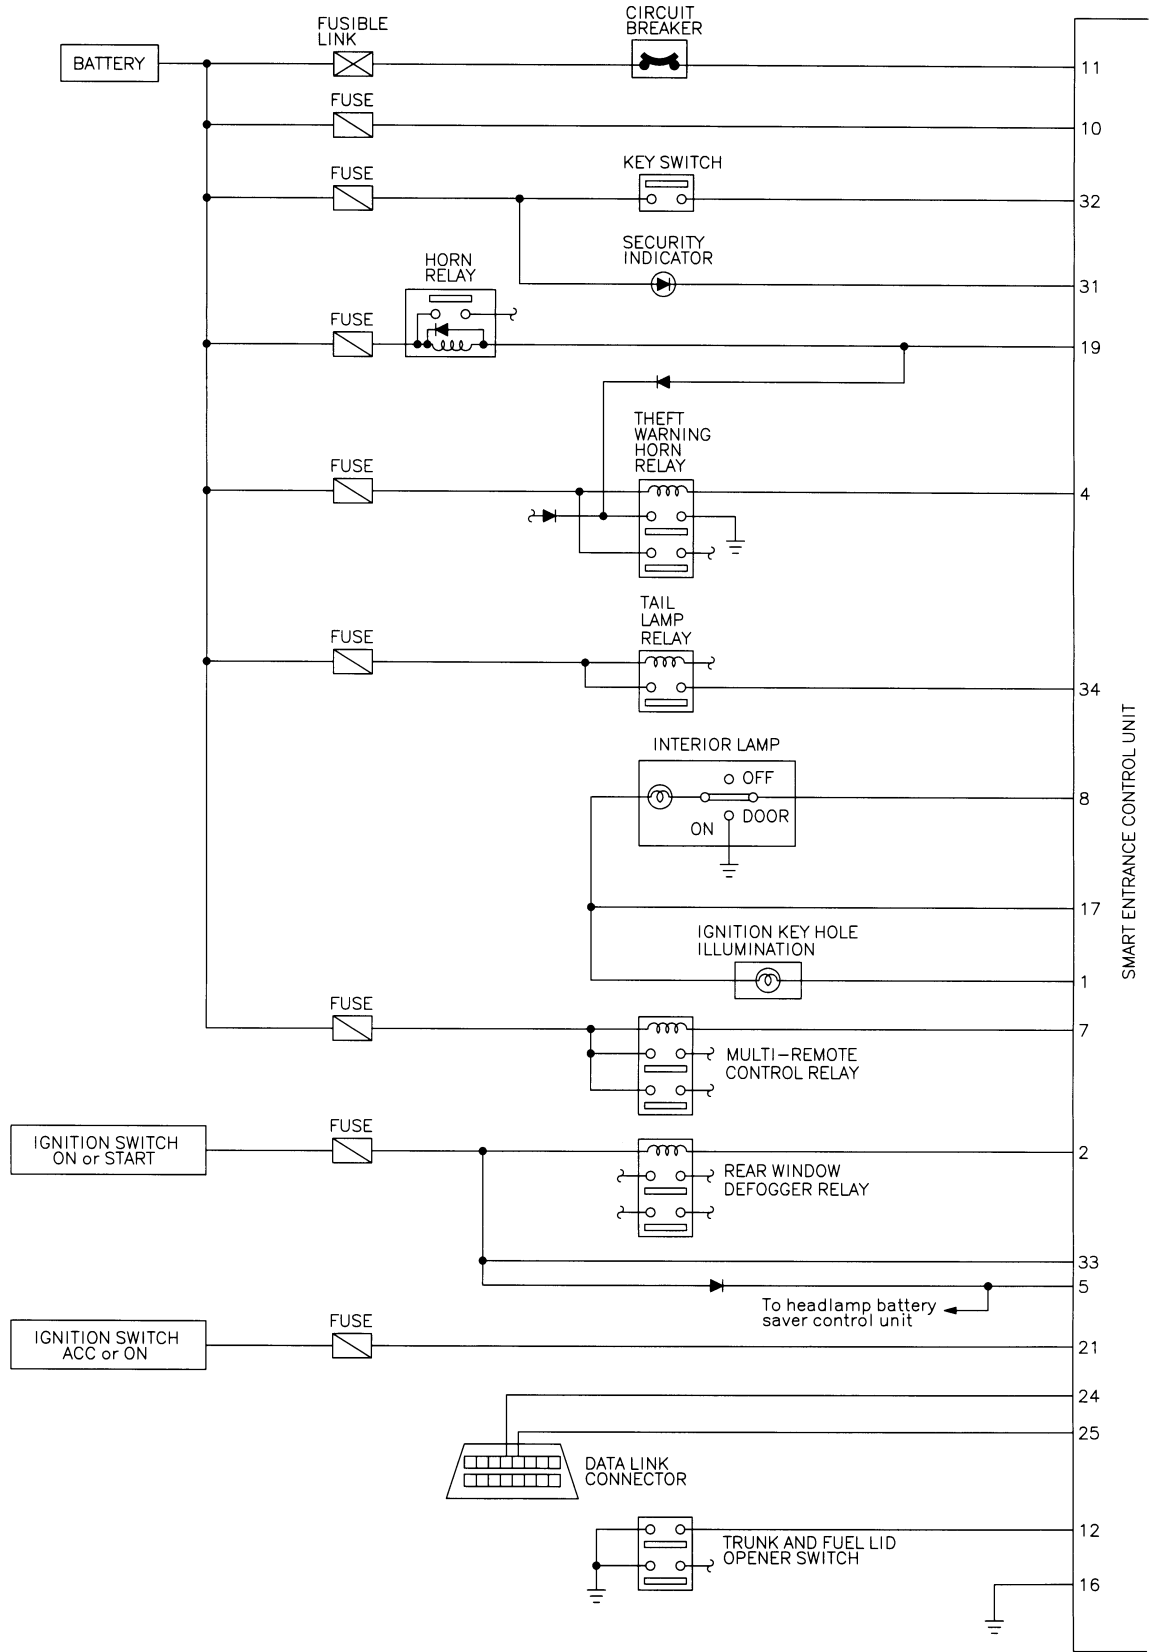 FUSIBLE
LINK
CIRCUIT
BREAKER
BATTERY
11
FUSE
10
FUSE
KEY SWITCH
32
SECURITY
INDICATOR
31
HORN
RELAY
FUSE
19
THEFT
WARNING
HORN
RELAY
FUSE
4
TAIL
LAMP
RELAY
FUSE
34
SMART ENTRANCE CONTROL UNIT
INTERIOR LAMP
OFF
8
DOOR
ON
17
IGNITION KEY HOLE
ILLUMINATION
1
FUSE
7
MULTI-REMOTE
CONTROL RELAY
IGNITION SWITCH
ON or START
FUSE
2
REAR WINDOW
DEFOGGER RELAY
33
5
To headlamp battery
saver control unit
IGNITION SWITCH
ACC or ON
FUSE
21
24
25
DATA LINK
CONNECTOR
12
TRUNK AND FUEL LID
OPENER SWITCH
16